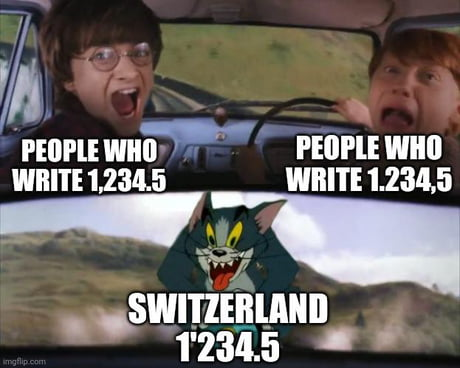 PEOPLE WHO
WRITE 1,234.5
PEOPLE WHO
WRITE 1.234,5
SWITZERLAND
1'234.5
imgflip.com